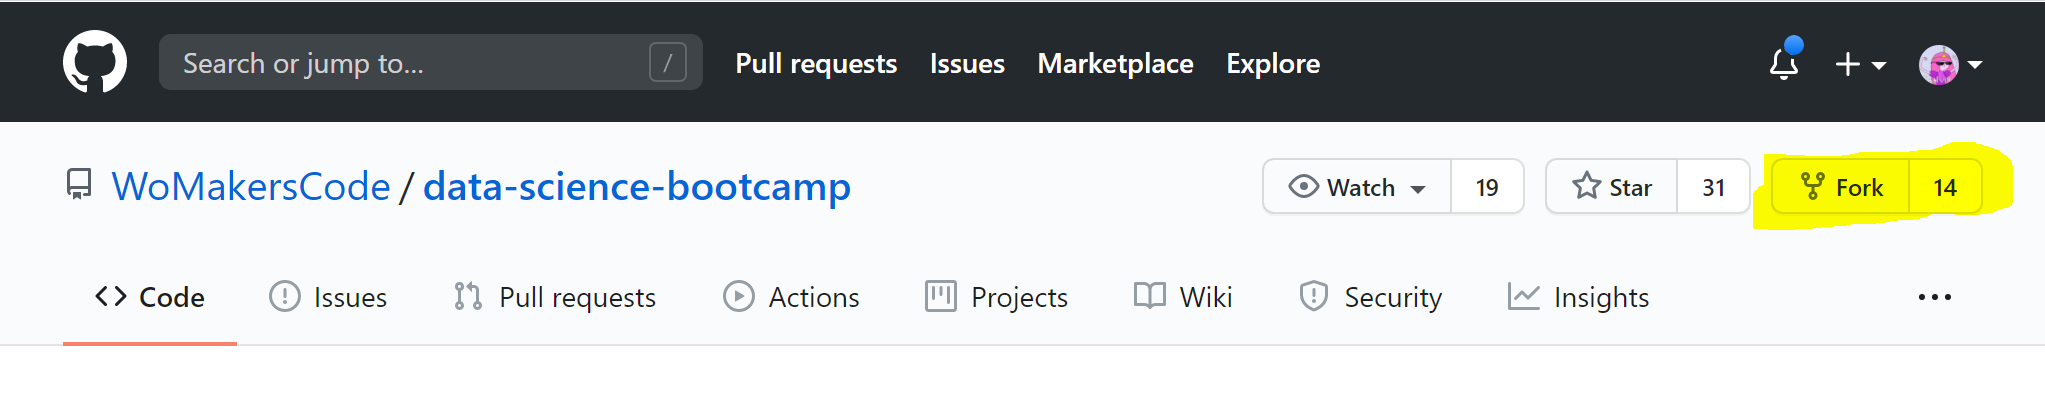 Search or jump to... / Pull requests Issues Marketplace Explore
WoMakersCode / data-science-bootcamp Watch 19 Star 31 Fork 14
Code Issues Pull requests Actions Projects Wiki Security Insights ...